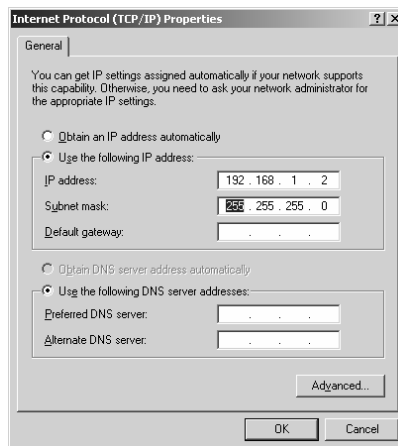 Internet Protocol (TCP/IP) Properties ? X
General
You can get IP settings assigned automatically if your network supports
this capability. Otherwise, you need to ask your network administrator for
the appropriate IP settings.
Obtain an IP address automatically
Use the following IP address:
IP address: 192 . 168 . 1 . 2
Subnet mask: 255 . 255 . 255 . 0
Default gateway: . . .
Obtain DNS server address automatically
Use the following DNS server addresses:
Preferred DNS server: . . .
Alternate DNS server: . . .
Advanced...
OK Cancel